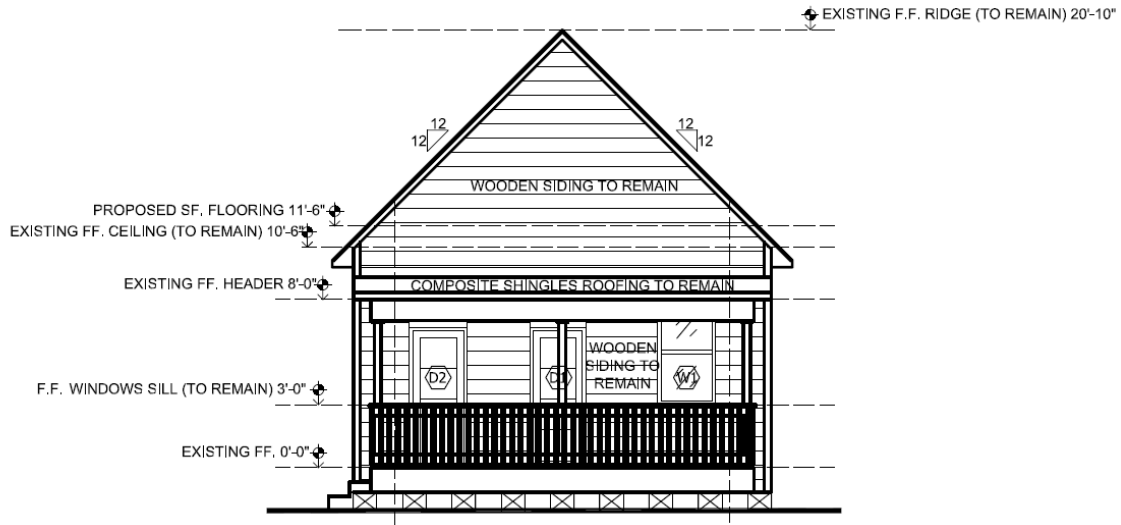 EXISTING F.F. RIDGE (TO REMAIN) 20'-10"
12
12
12
12
WOODEN SIDING TO REMAIN
PROPOSED SF. FLOORING 11'-6"
EXISTING FF. CEILING (TO REMAIN) 10'-6"
EXISTING FF. HEADER 8'-0"
COMPOSITE SHINGLES ROOFING TO REMAIN
WOODEN
SIDING TO
REMAIN
D2
D1
W1
F.F. WINDOWS SILL (TO REMAIN) 3'-0"
EXISTING FF. 0'-0"